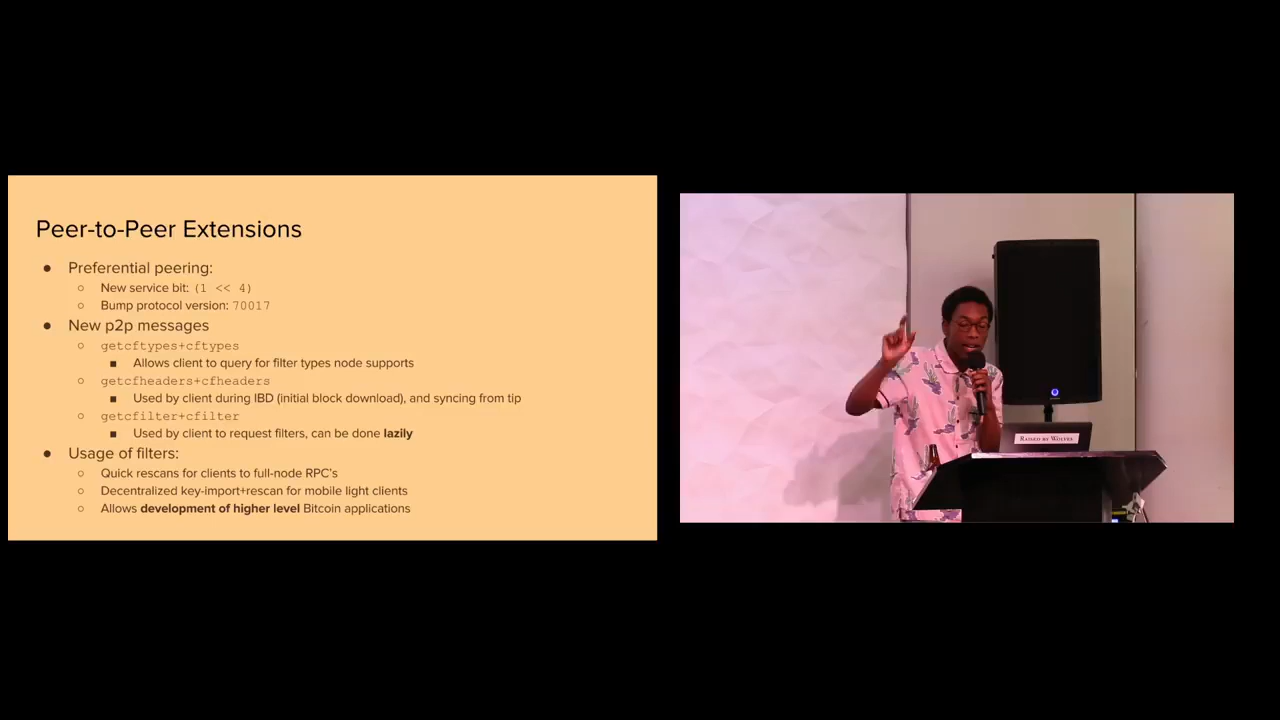 Peer-to-Peer Extensions
● Preferential peering:
○ New service bit: (1 << 4)
○ Bump protocol version: 70017
● New p2p messages
○ getcftypes+cftypes
■ Allows client to query for filter types node supports
○ getcfheaders+cfheaders
■ Used by client during IBD (initial block download), and syncing from tip
○ getcfilter+cfilter
■ Used by client to request filters, can be done lazily
● Usage of filters:
○ Quick rescans for clients to full-node RPC's
○ Decentralized key-import+rescan for mobile light clients
○ Allows development of higher level Bitcoin applications
Raised by Wolves